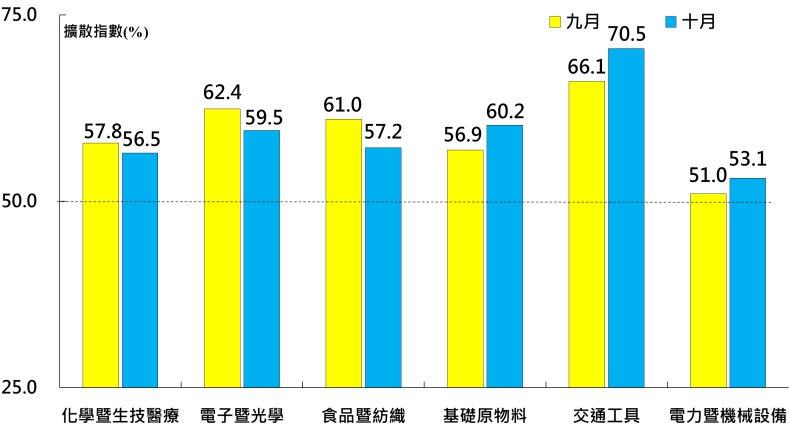 75.0
擴散指數(%)
九月 十月
57.8 56.5 62.4 59.5 61.0 57.2 56.9 60.2 66.1 70.5 51.0 53.1
50.0
25.0
化學暨生技醫療 電子暨光學 食品暨紡織 基礎原物料 交通工具 電力暨機械設備